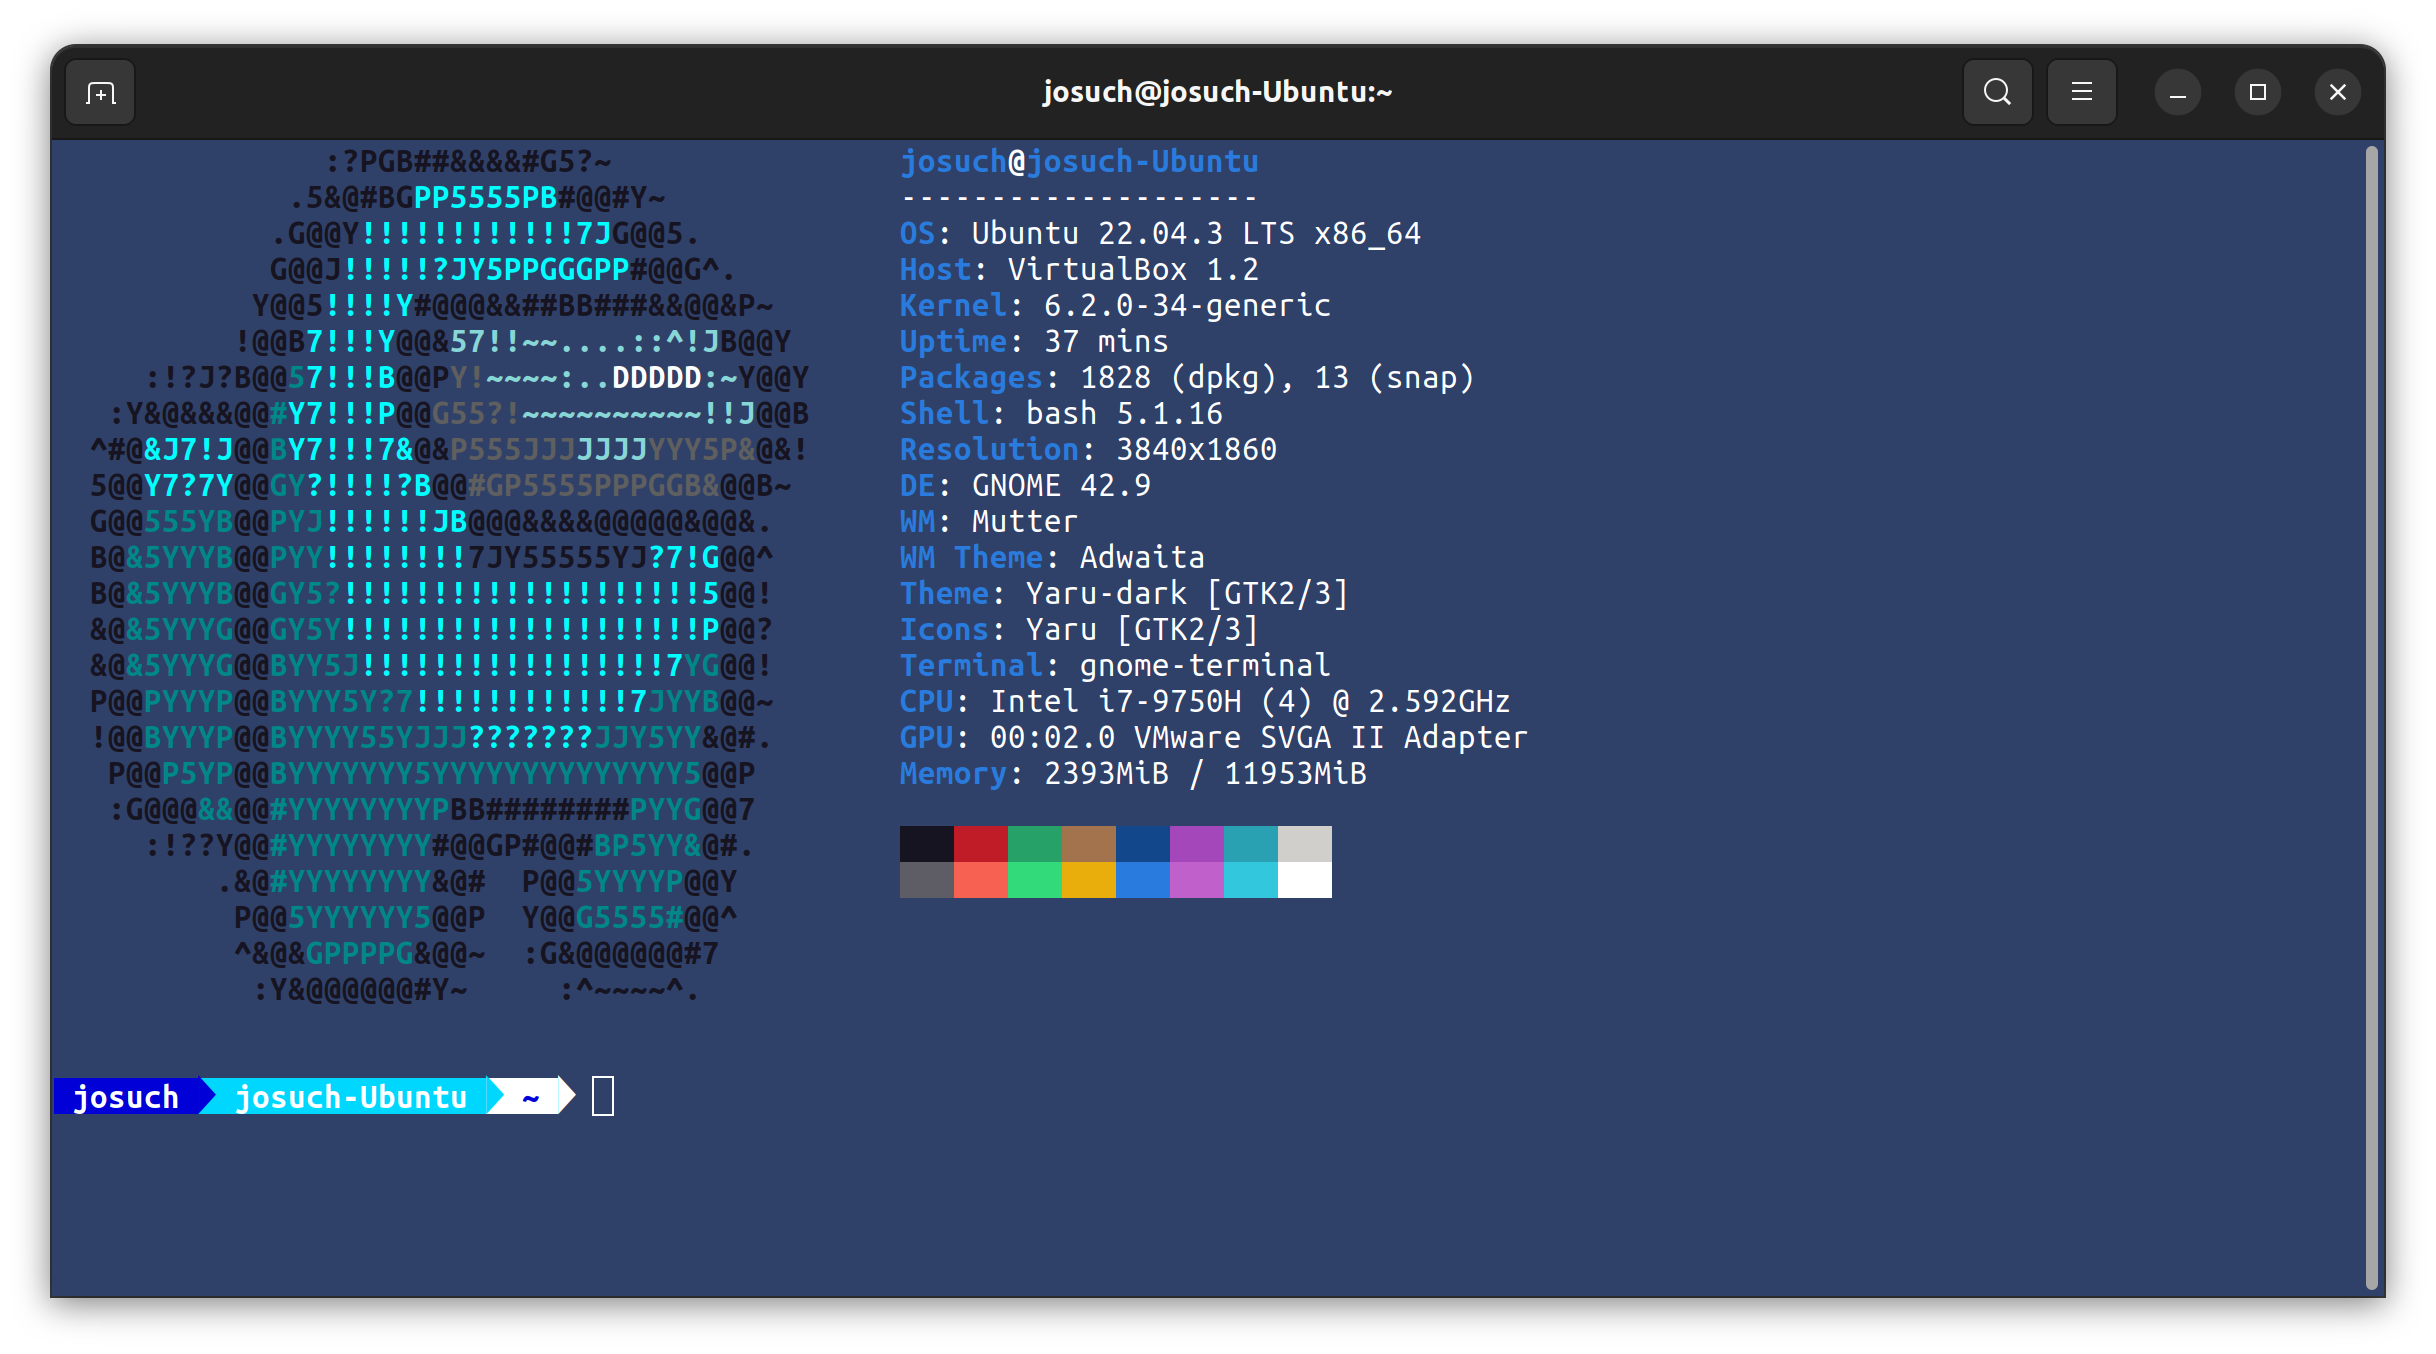 josuch@josuch-Ubuntu:~
:?PGB##&&&&#G5?~
.5&@#BGPP5555PB#@@#Y~
.G@@Y!!!!!!!!!!!!7JG@@5.
G@@J!!!!!?JY5PPGGGPP#@@G^.
Y@@5!!!!Y#@@@&&##BB###&&@@&P~
!@@B7!!!Y@@&57!!~~....::^!JB@@Y
:!?J?B@@57!!!B@@PY!~~~~:..DDDDD:~Y@@Y
:Y&@&&&@@#Y7!!!P@@G55?!~~~~~~~~~~!!J@@B
^#@&J7!J@@BY7!!!7&@&P555JJJJJJJYYY5P&@&!
5@@Y7?7Y@@GY?!!!!?B@@#GP5555PPPGGB&@@B~
G@@555YB@@PYJ!!!!!!JB@@@&&&&@@@@@&@@&.
B@&5YYYB@@PYY!!!!!!!!7JY55555YJ?7!G@@^
B@&5YYYB@@GY5?!!!!!!!!!!!!!!!!!!!!5@@!
&@&5YYYG@@GY5Y!!!!!!!!!!!!!!!!!!!!P@@?
&@&5YYYG@@BYY5J!!!!!!!!!!!!!!!!!7YG@@!
P@@PYYYP@@BYYY5Y?7!!!!!!!!!!!!7JYYB@@~
!@@BYYYP@@BYYYY55YJJJ???????JJY5YY&@#.
P@@P5YP@@BYYYYYYY5YYYYYYYYYYYYYY5@@P
:G@@@&&@@#YYYYYYYYPBB########PYYG@@7
:!??Y@@#YYYYYYYY#@@GP#@@#BP5YY&@#.
.&@#YYYYYYYY&@#  P@@5YYYYP@@Y
P@@5YYYYYY5@@P  Y@@G5555#@@^
^&@&GPPPPG&@@~  :G&@@@@@@#7
:Y&@@@@@@#Y~     :^~~~~^.
josuch@josuch-Ubuntu
--------------------
OS: Ubuntu 22.04.3 LTS x86_64
Host: VirtualBox 1.2
Kernel: 6.2.0-34-generic
Uptime: 37 mins
Packages: 1828 (dpkg), 13 (snap)
Shell: bash 5.1.16
Resolution: 3840x1860
DE: GNOME 42.9
WM: Mutter
WM Theme: Adwaita
Theme: Yaru-dark [GTK2/3]
Icons: Yaru [GTK2/3]
Terminal: gnome-terminal
CPU: Intel i7-9750H (4) @ 2.592GHz
GPU: 00:02.0 VMware SVGA II Adapter
Memory: 2393MiB / 11953MiB
josuch josuch-Ubuntu ~